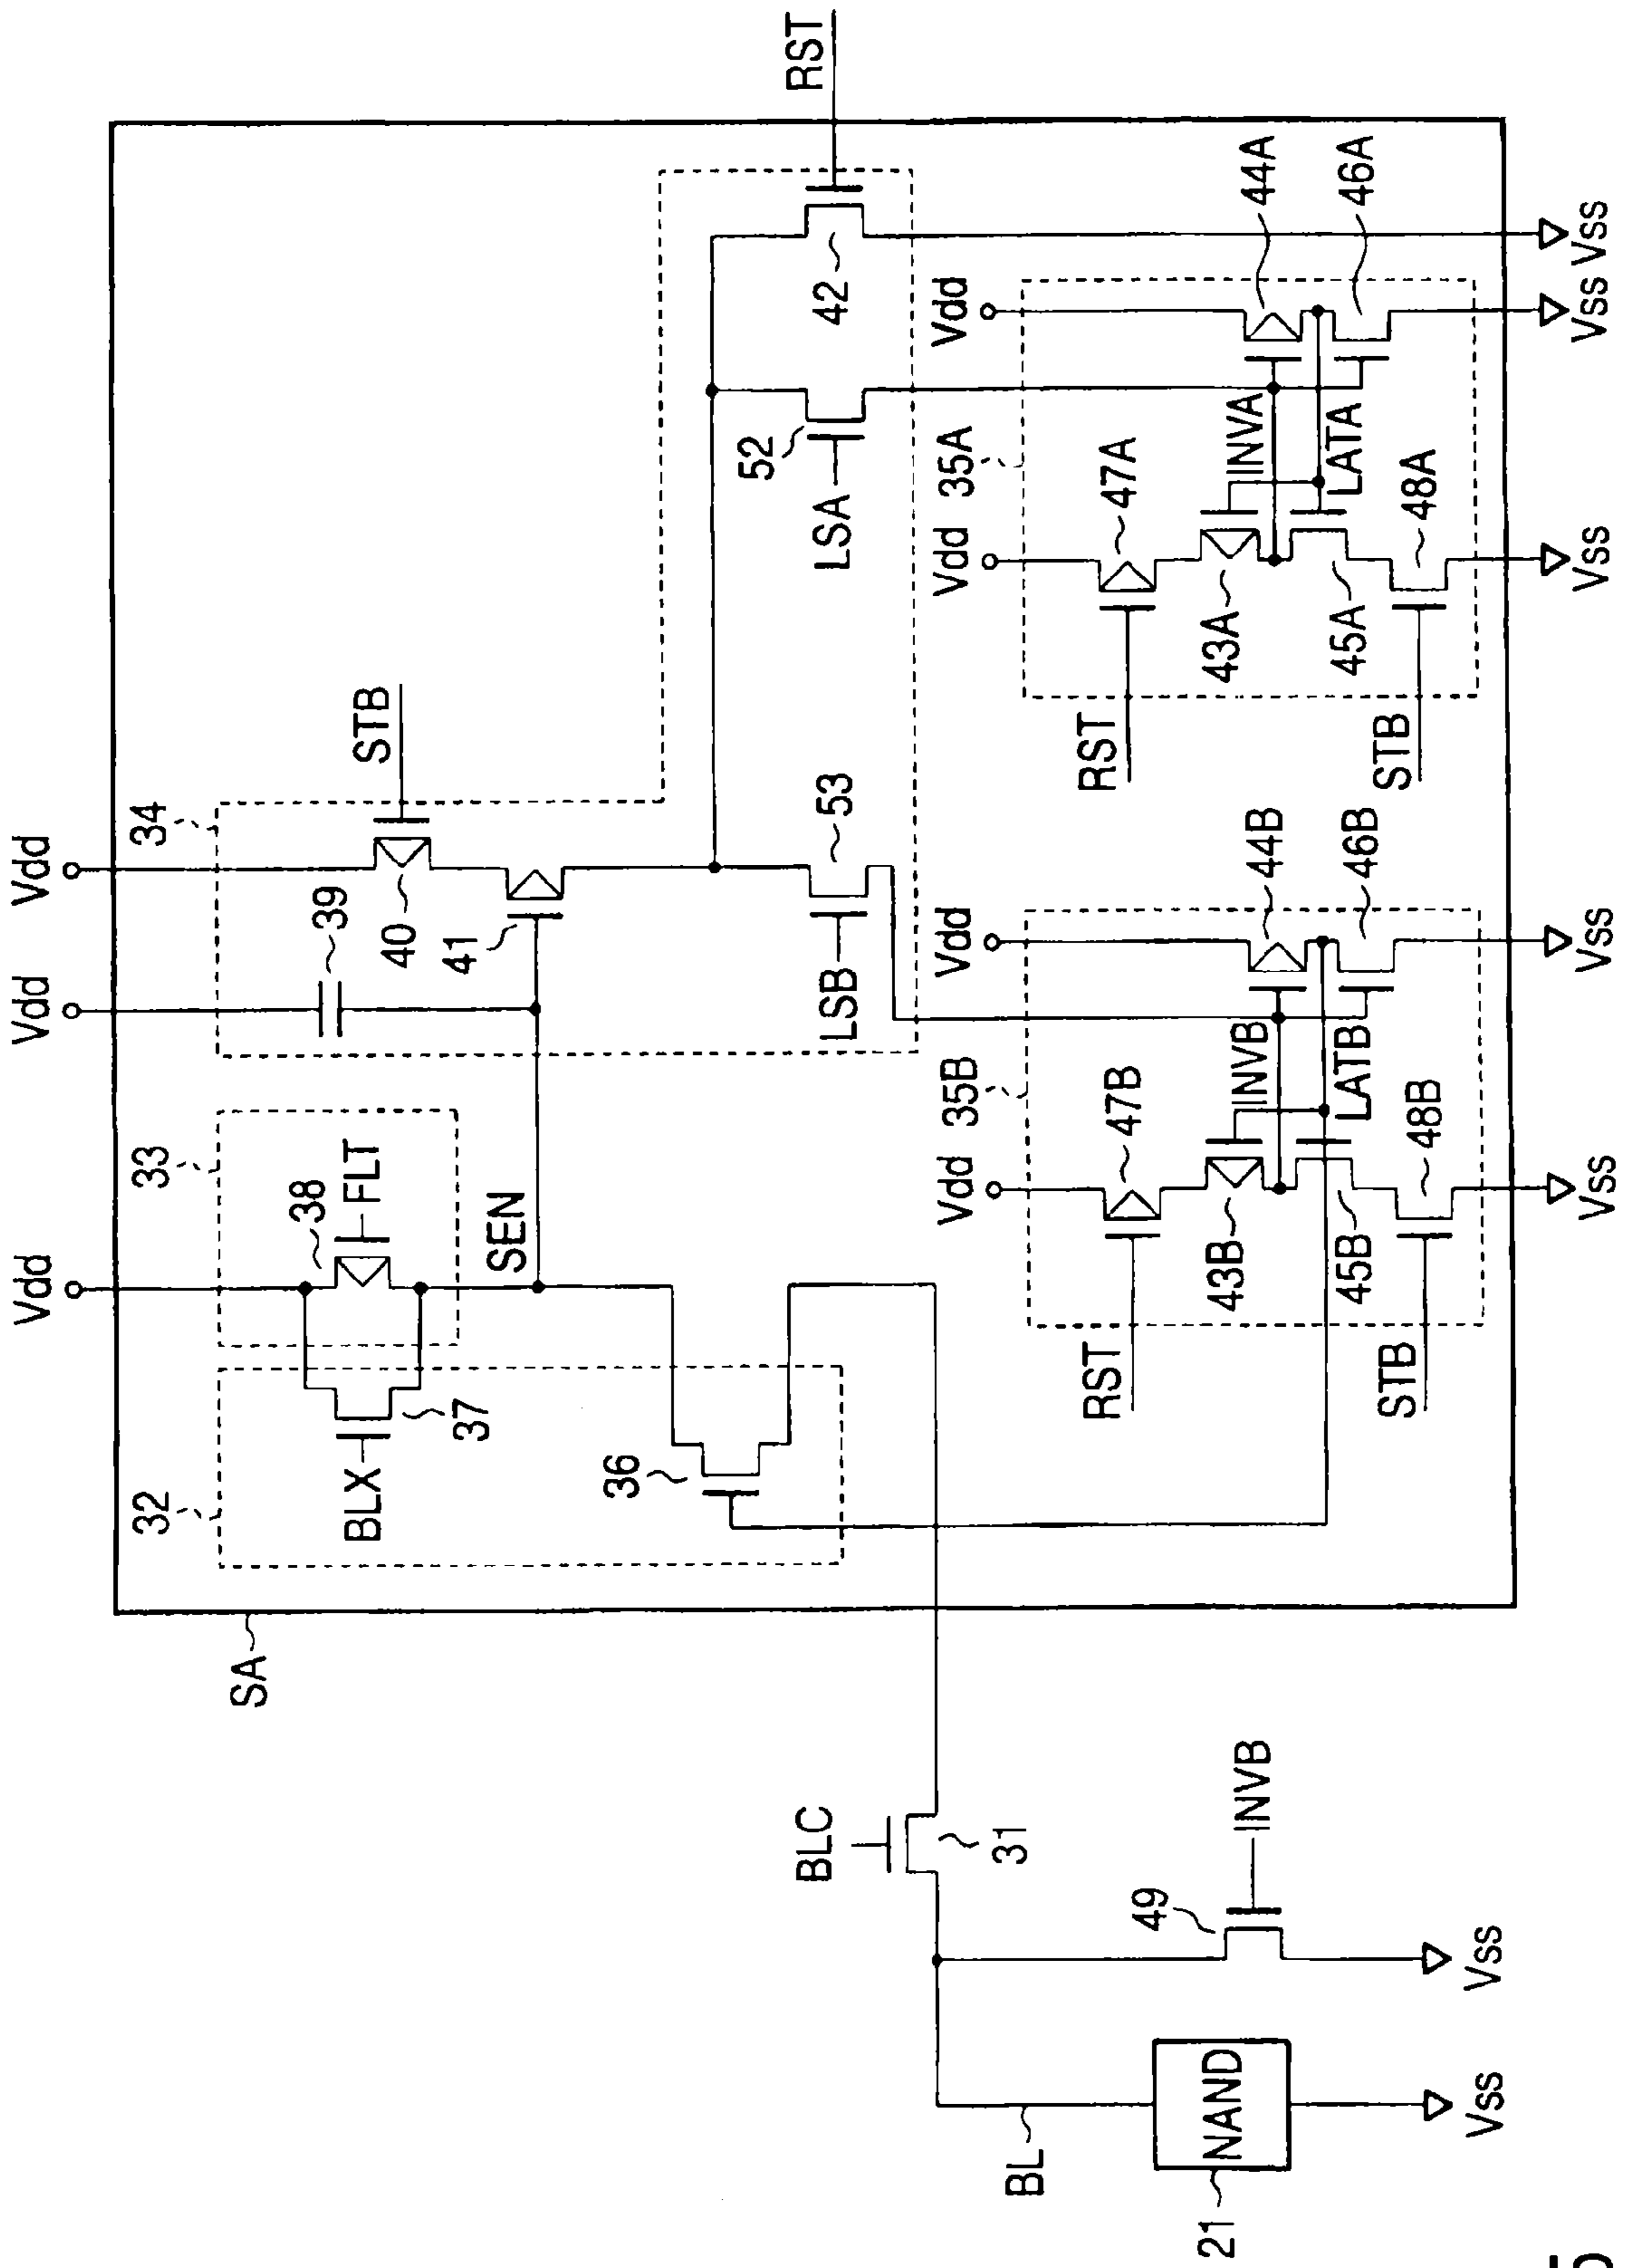 SA
32
33
34
Vdd
Vdd
Vdd
BLX
37
38
FLT
39
40
STB
41
SEN
36
LSB
53
52
LSA
42
RST
BLC
31
BL
21
NAND
Vss
49
INVB
Vss
35B
Vdd
Vdd
RST
47B
INVB
43B
44B
LATB
45B
46B
STB
48B
Vss
Vss
35A
Vdd
Vdd
RST
47A
INVA
43A
44A
LATA
45A
46A
STB
48A
Vss
Vss
Vss